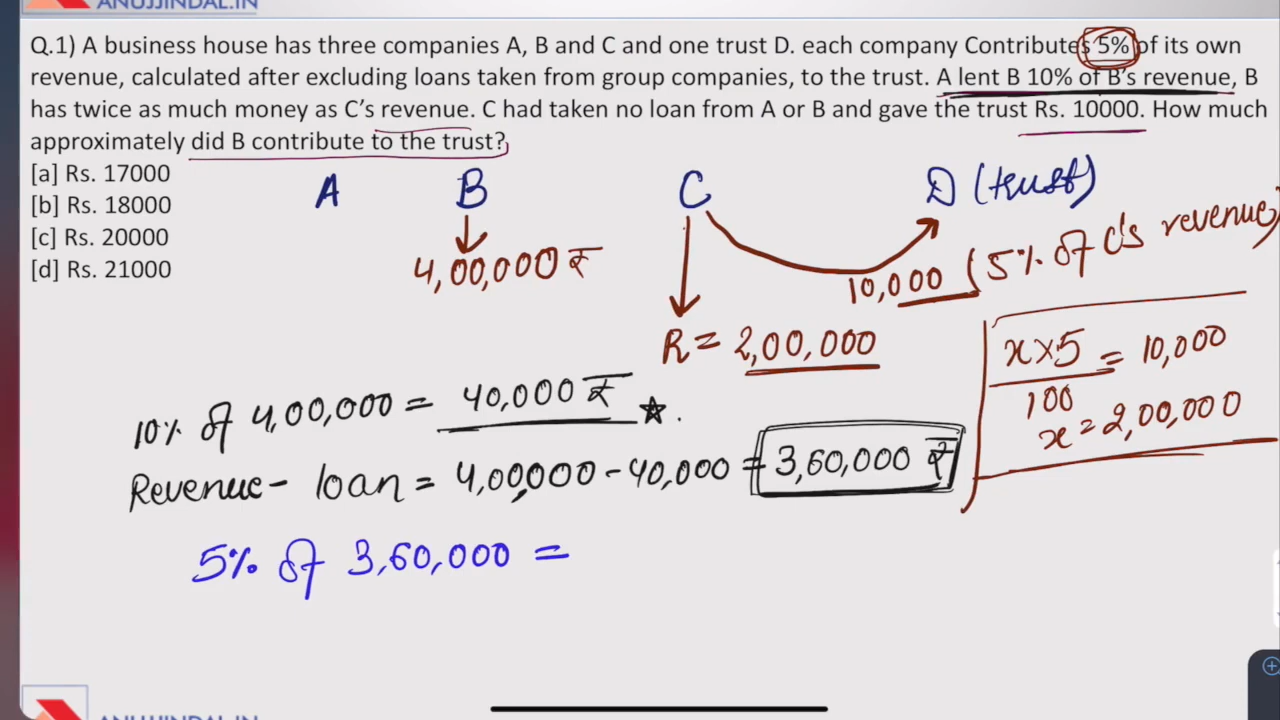 ANUJJINDAL.IN
Q.1) A business house has three companies A, B and C and one trust D. each company Contributes 5% of its own
revenue, calculated after excluding loans taken from group companies, to the trust. A lent B 10% of B's revenue, B
has twice as much money as C's revenue. C had taken no loan from A or B and gave the trust Rs. 10000. How much
approximately did B contribute to the trust?
[a] Rs. 17000
[b] Rs. 18000
[c] Rs. 20000
[d] Rs. 21000
A B C D (trust)
4,00,000 ₹
10,000 (5% of C's revenue)
R = 2,00,000
x×5/100 = 10,000
x = 2,00,000
10% of 4,00,000 = 40,000 ₹ ★.
Revenue - loan = 4,00,000 - 40,000 = 3,60,000 ₹
5% of 3,60,000 =
ANUJJINDAL.IN